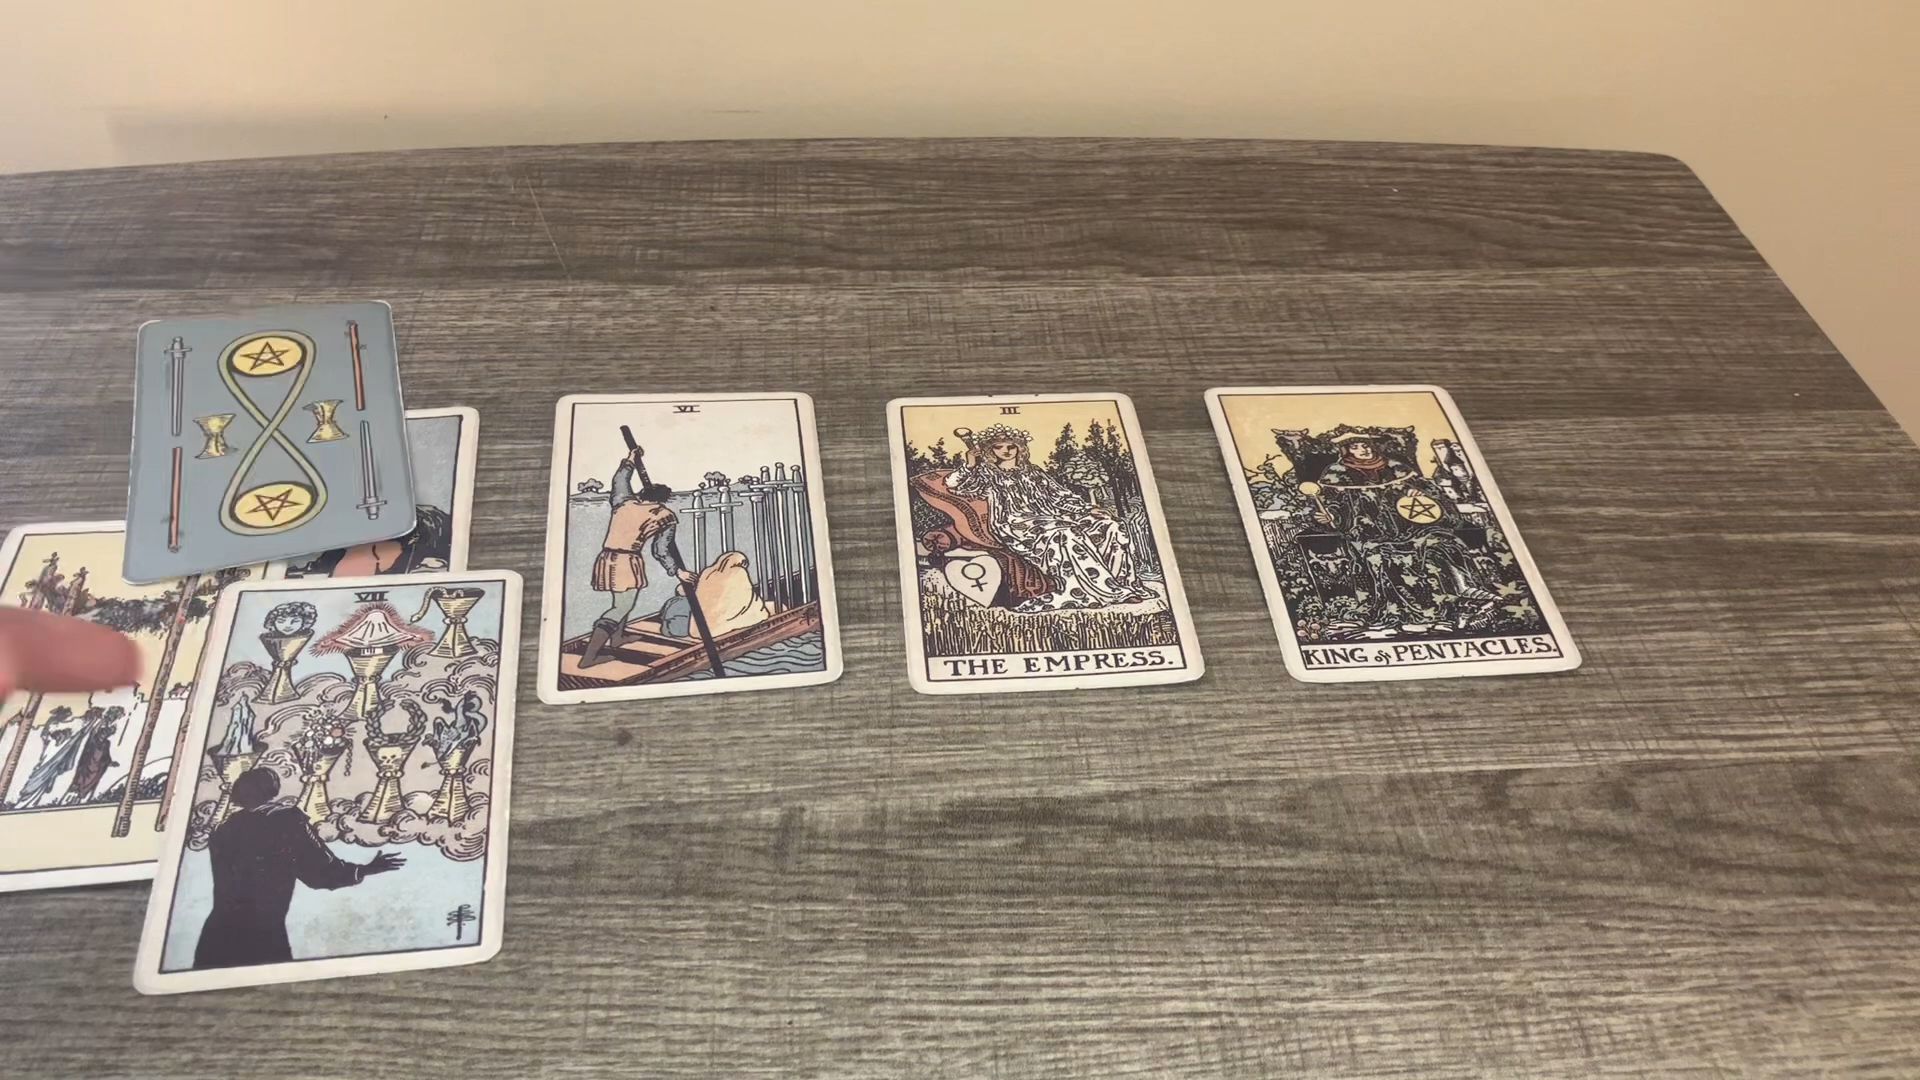 VI
III
THE EMPRESS.
KING of PENTACLES.
VII